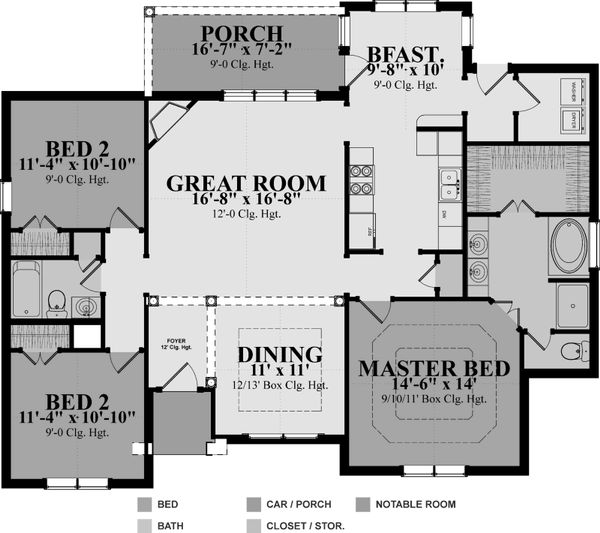 PORCH
16'-7" x 7'-2"
9'-0 Clg. Hgt.
BFAST.
9'-8" x 10'
9'-0 Clg. Hgt.
WASHER
DRYER
BED 2
11'-4" x 10'-10"
9'-0 Clg. Hgt.
GREAT ROOM
16'-8" x 16'-8"
12'-0 Clg. Hgt.
REF
DW
FOYER
12' Clg. Hgt.
DINING
11' x 11'
12/13' Box Clg. Hgt.
MASTER BED
14'-6" x 14'
9/10/11' Box Clg. Hgt.
BED 2
11'-4" x 10'-10"
9'-0 Clg. Hgt.
BED
CAR / PORCH
NOTABLE ROOM
BATH
CLOSET / STOR.